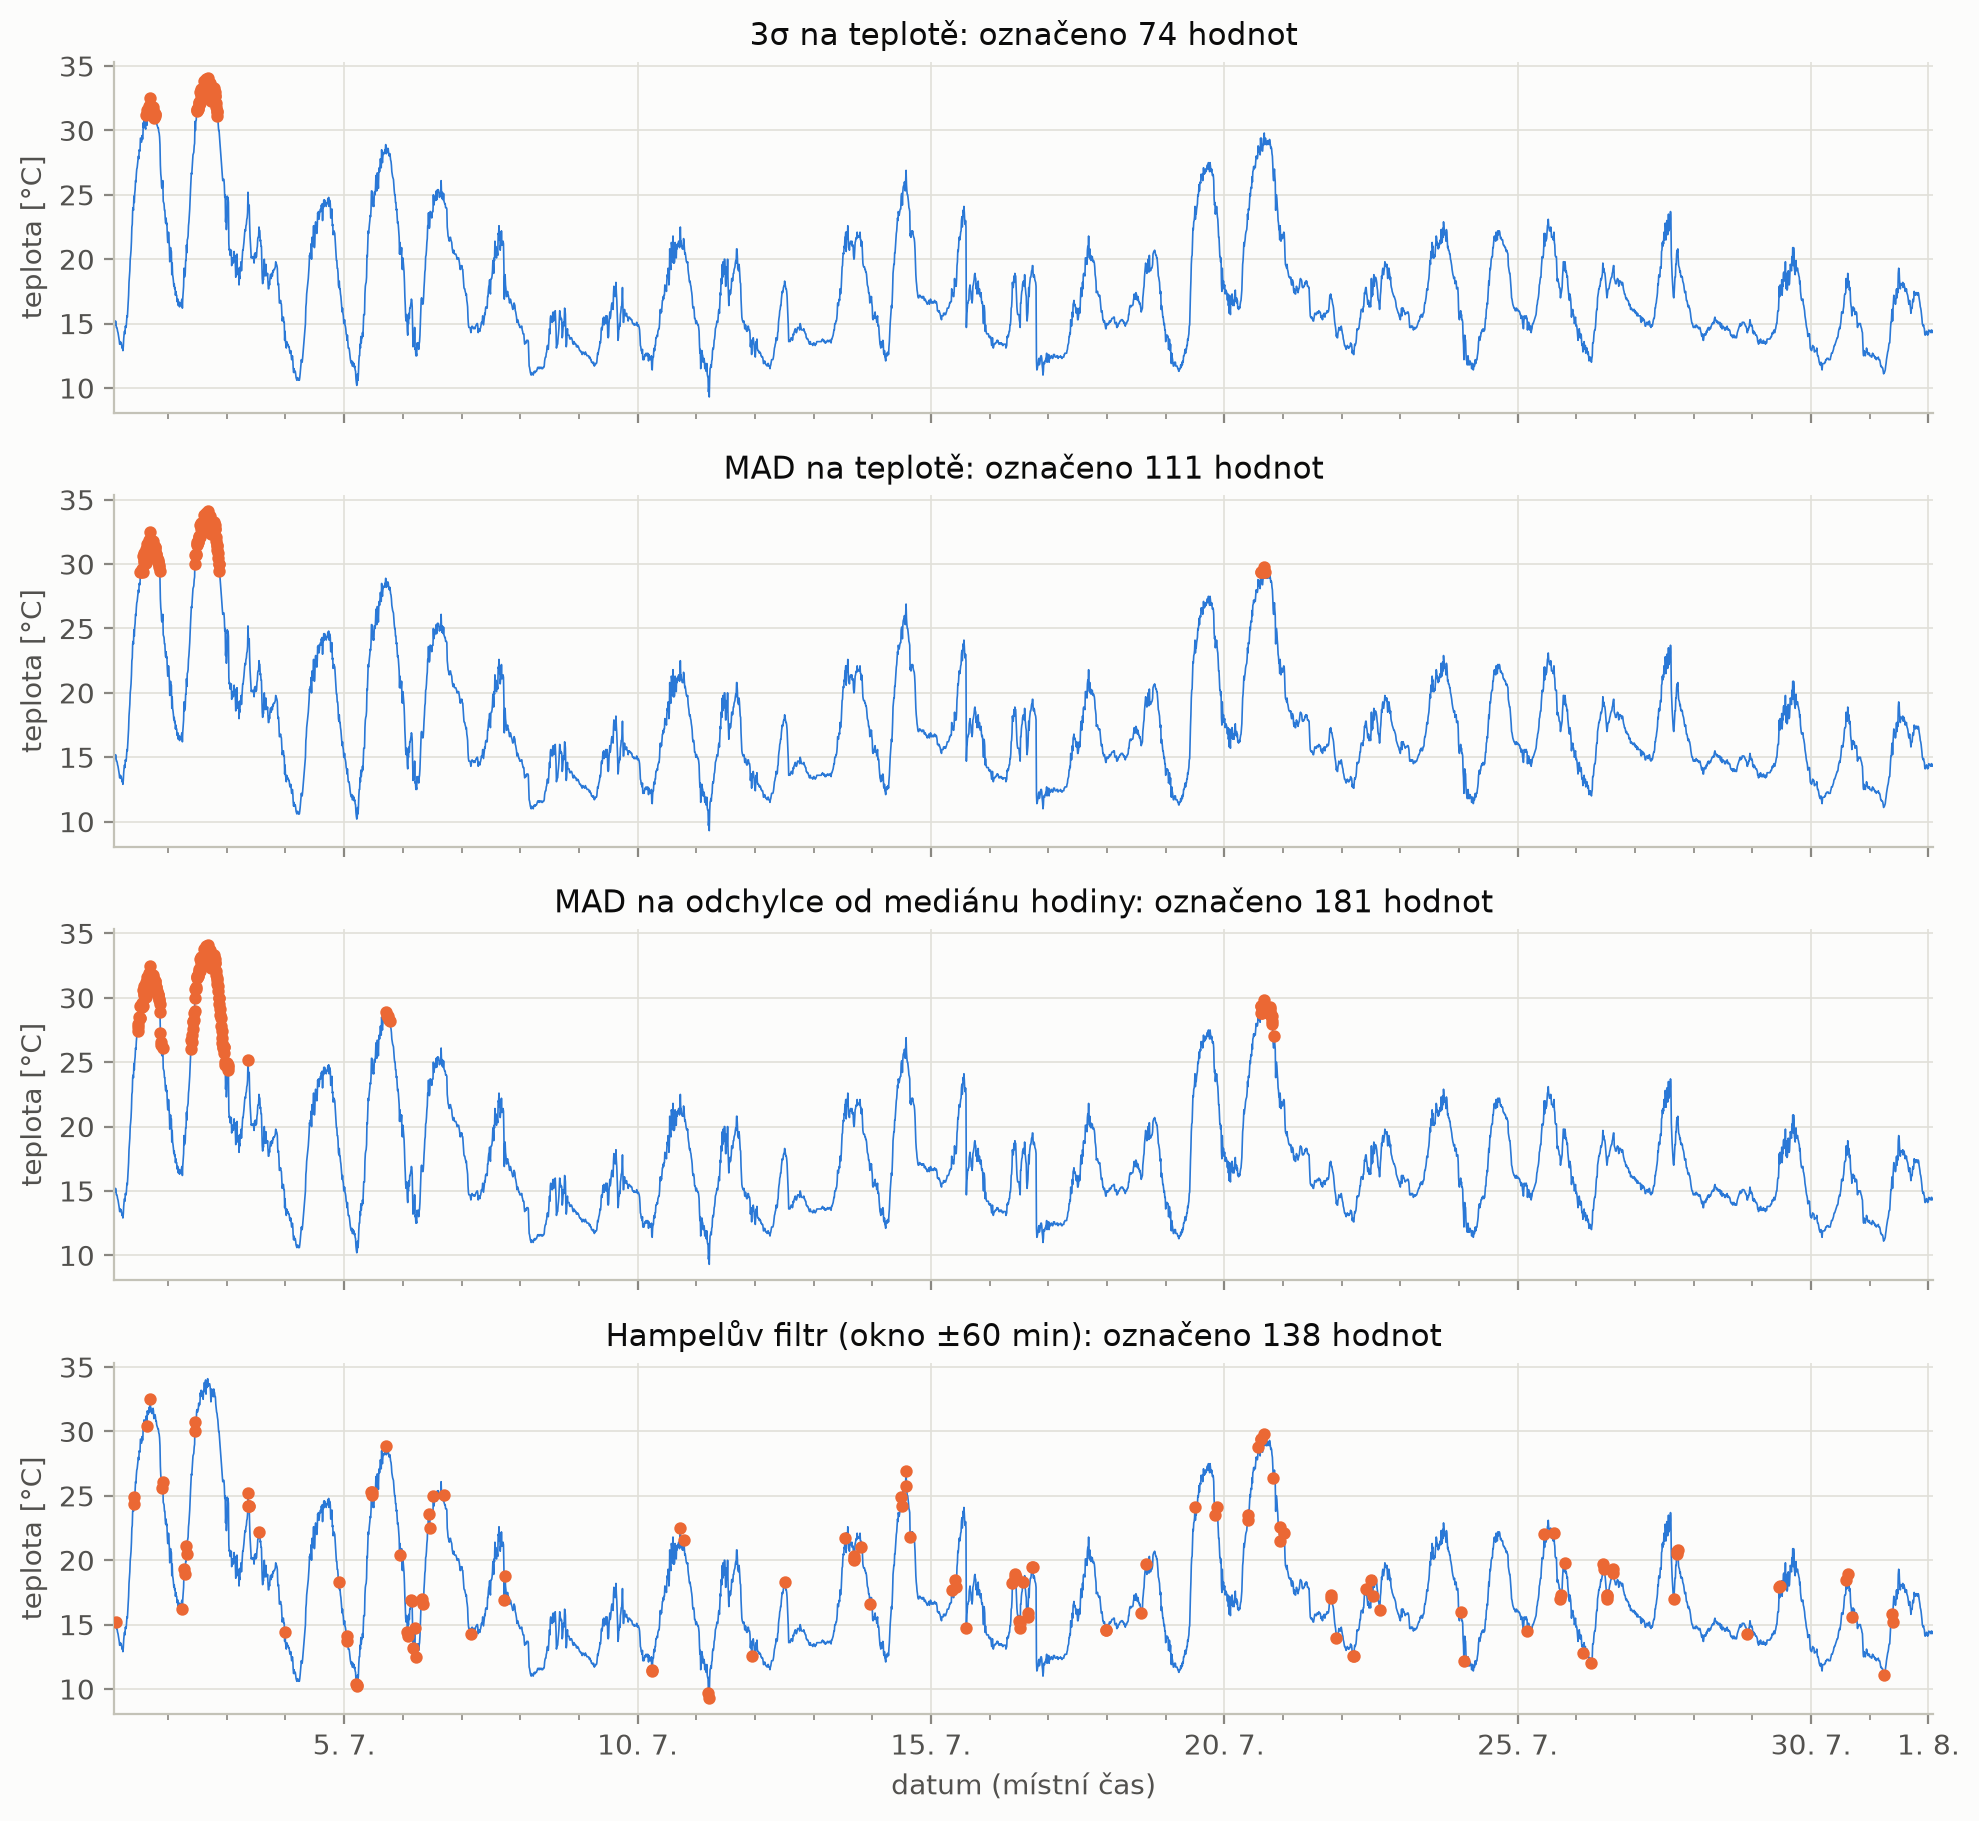 3σ na teplotě: označeno 74 hodnot
35
30
25
20
15
10
teplota [°C]
MAD na teplotě: označeno 111 hodnot
35
30
25
20
15
10
teplota [°C]
MAD na odchylce od mediánu hodiny: označeno 181 hodnot
35
30
25
20
15
10
teplota [°C]
Hampelův filtr (okno ±60 min): označeno 138 hodnot
35
30
25
20
15
10
teplota [°C]
5. 7. 10. 7. 15. 7. 20. 7. 25. 7. 30. 7. 1. 8.
datum (místní čas)